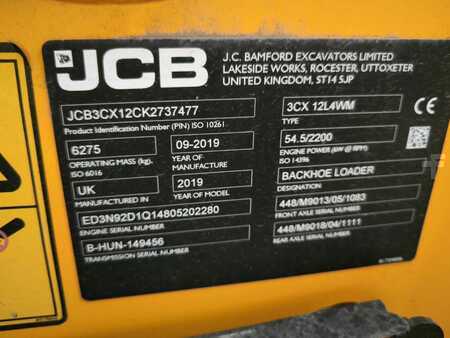 JCB
J.C. BAMFORD EXCAVATORS LIMITED
LAKESIDE WORKS, ROCESTER, UTTOXETER
UNITED KINGDOM, ST14 5JP
JCB3CX12CK2737477
Product Identification Number (PIN) ISO 10261
3CX 12L4WM
TYPE
CE
6275
OPERATING MASS (kg).
ISO 6016
09-2019
YEAR OF
MANUFACTURE
54.5/2200
ENGINE POWER (kW @ RPM)
ISO 14396
UK
MANUFACTURED IN
2019
YEAR OF MODEL
BACKHOE LOADER
DESIGNATION
ED3N92D1Q14805202280
ENGINE SERIAL NUMBER
448/M9013/05/1083
FRONT AXLE SERIAL NUMBER
B-HUN-149456
TRANSMISSION SERIAL NUMBER
448/M9018/04/1111
REAR AXLE SERIAL NUMBER